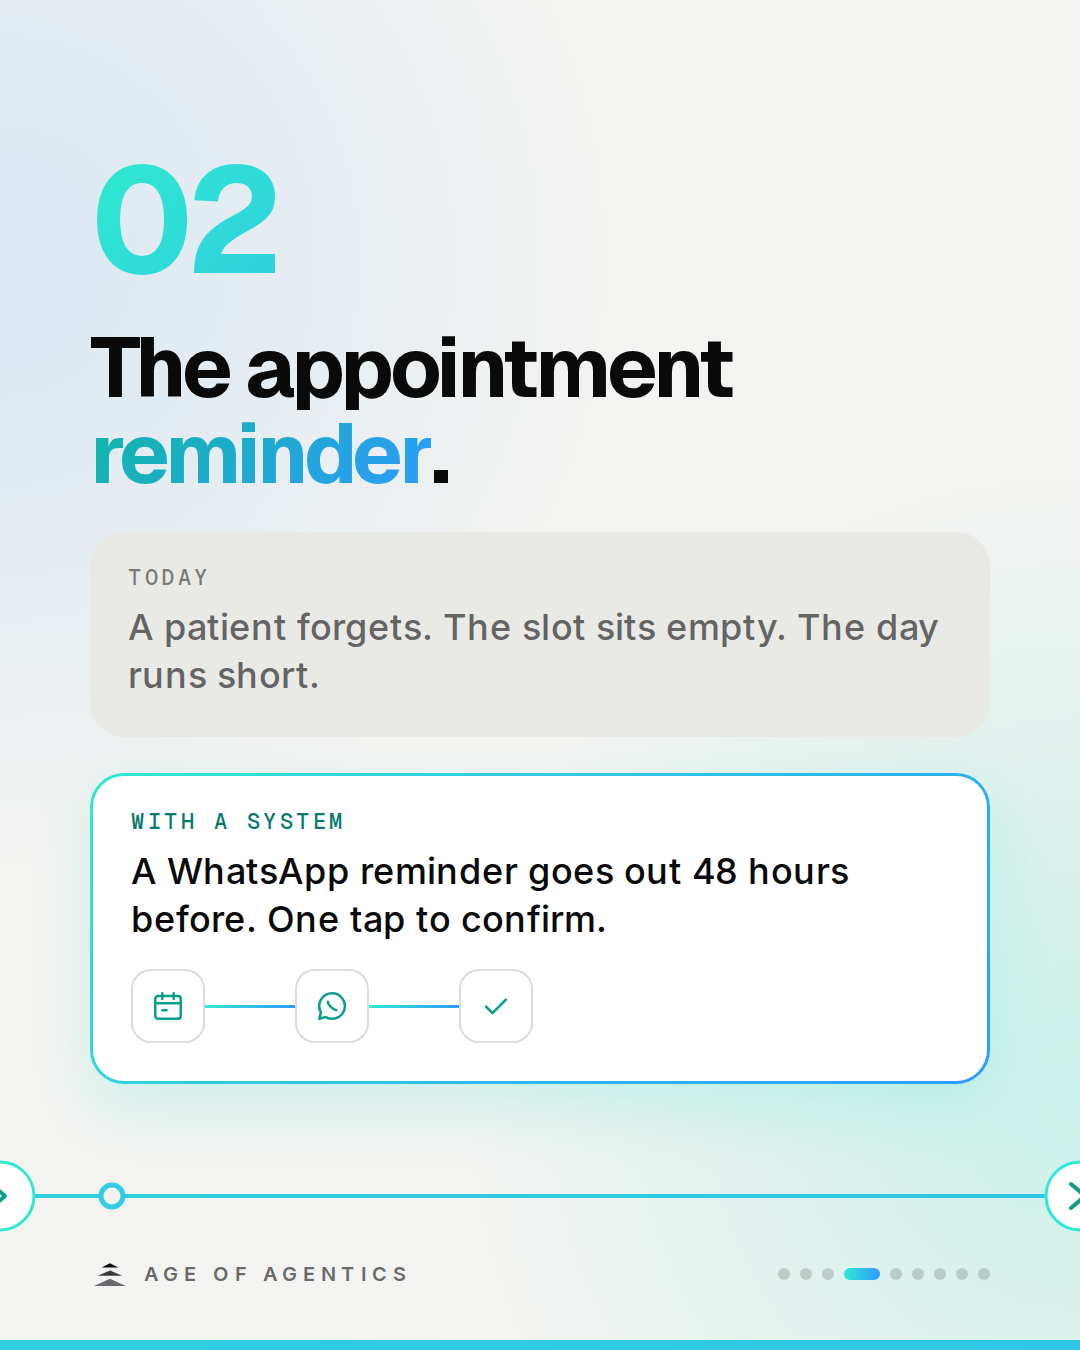 02
The appointment
reminder.
TODAY
A patient forgets. The slot sits empty. The day
runs short.
WITH A SYSTEM
A WhatsApp reminder goes out 48 hours
before. One tap to confirm.
AGE OF AGENTICS